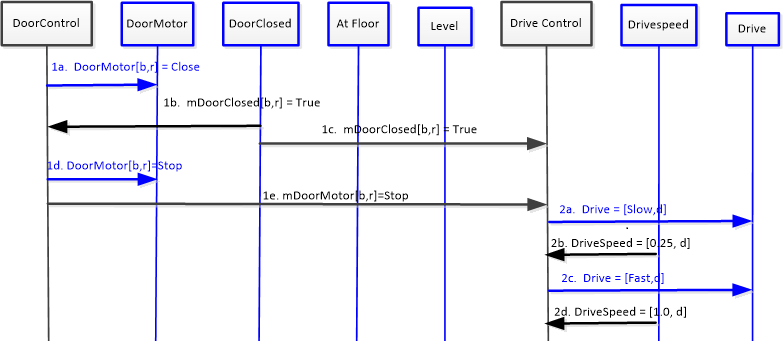 DoorControl
DoorMotor
DoorClosed
At Floor
Level
Drive Control
Drivespeed
Drive
1a. DoorMotor[b,r] = Close
1b. mDoorClosed[b,r] = True
1c. mDoorClosed[b,r] = True
1d. DoorMotor[b,r]=Stop
1e. mDoorMotor[b,r]=Stop
2a. Drive = [Slow,d]
2b. DriveSpeed = [0.25, d]
2c. Drive = [Fast,d]
2d. DriveSpeed = [1.0, d]